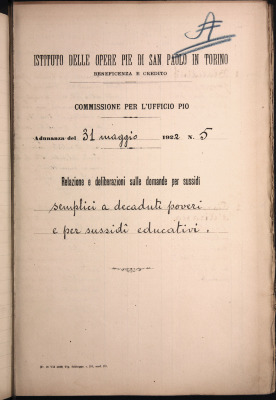 A
ISTITUTO DELLE OPERE PIE DI SAN PAOLO IN TORINO
BENEFICENZA E CREDITO
COMMISSIONE PER L'UFFICIO PIO
Adunanza del 31 maggio 1922 N. 5
Relazione e deliberazioni sulle domande per sussidi
semplici a decaduti poveri
e per sussidi educativi.